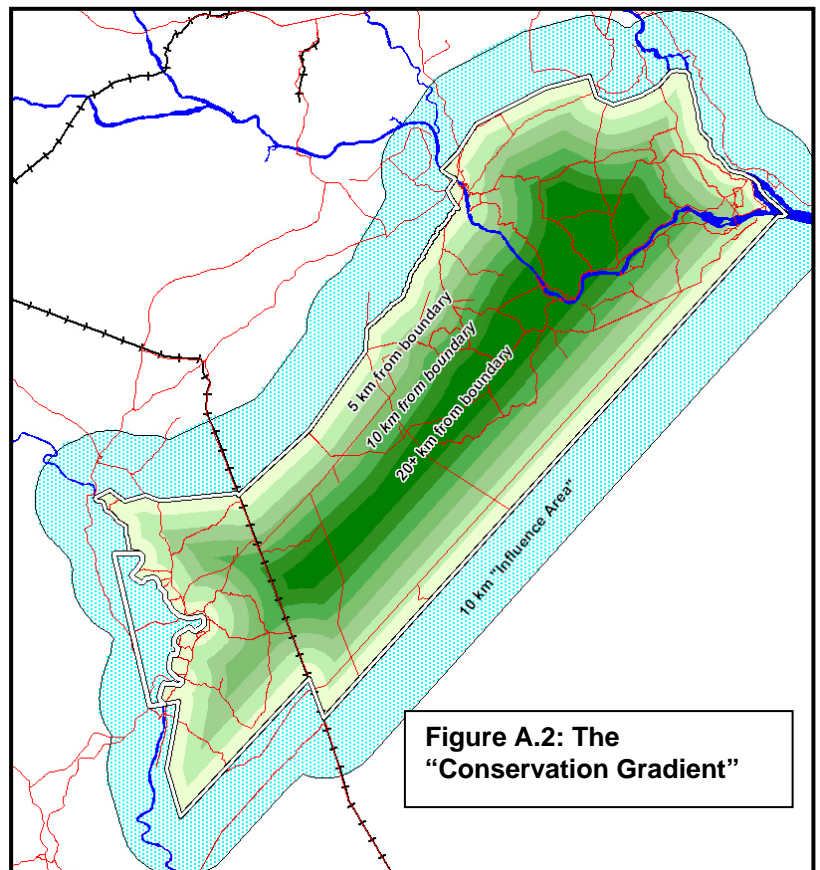 5 km from boundary
10 km from boundary
20+ km from boundary
10 km "Influence Area"
Figure A.2: The
“Conservation Gradient”